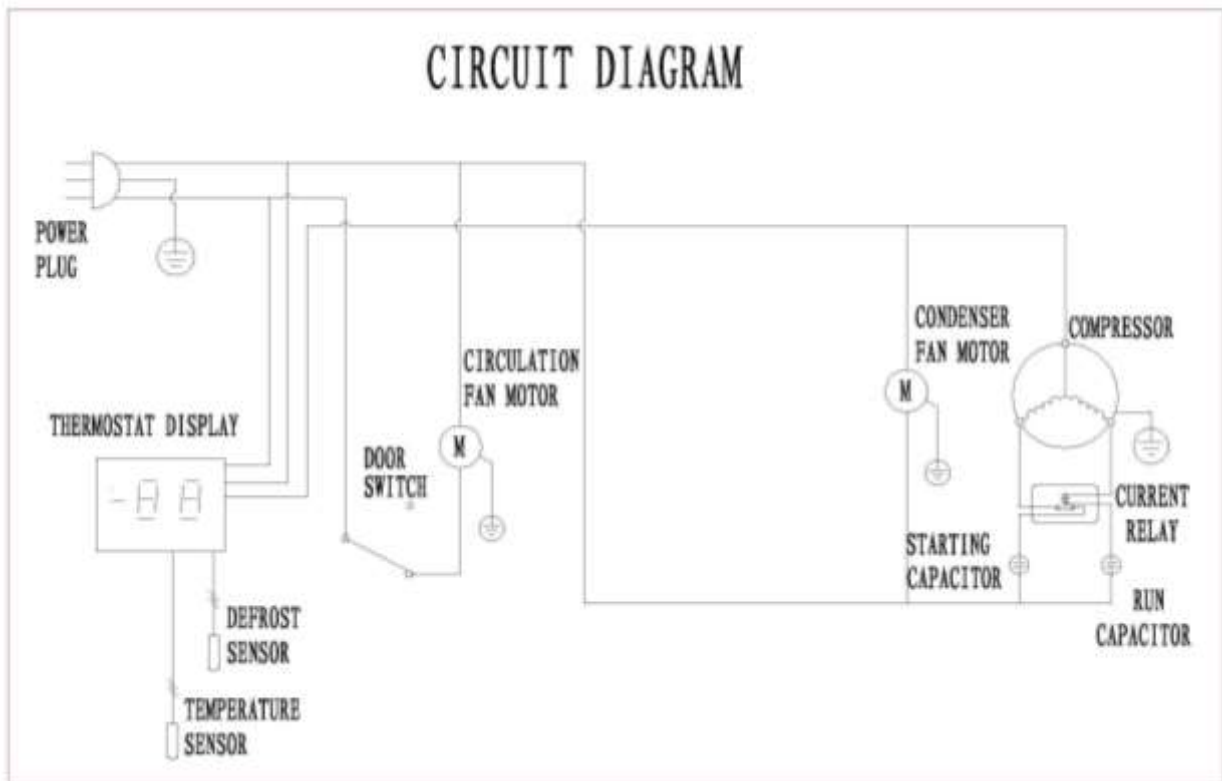 CIRCUIT DIAGRAM
POWER
PLUG
CONDENSER
FAN MOTOR
COMPRESSOR
CIRCULATION
FAN MOTOR
M
THERMOSTAT DISPLAY
M
DOOR
SWITCH
-88
CURRENT
RELAY
STARTING
CAPACITOR
RUN
CAPACITOR
DEFROST
SENSOR
TEMPERATURE
SENSOR